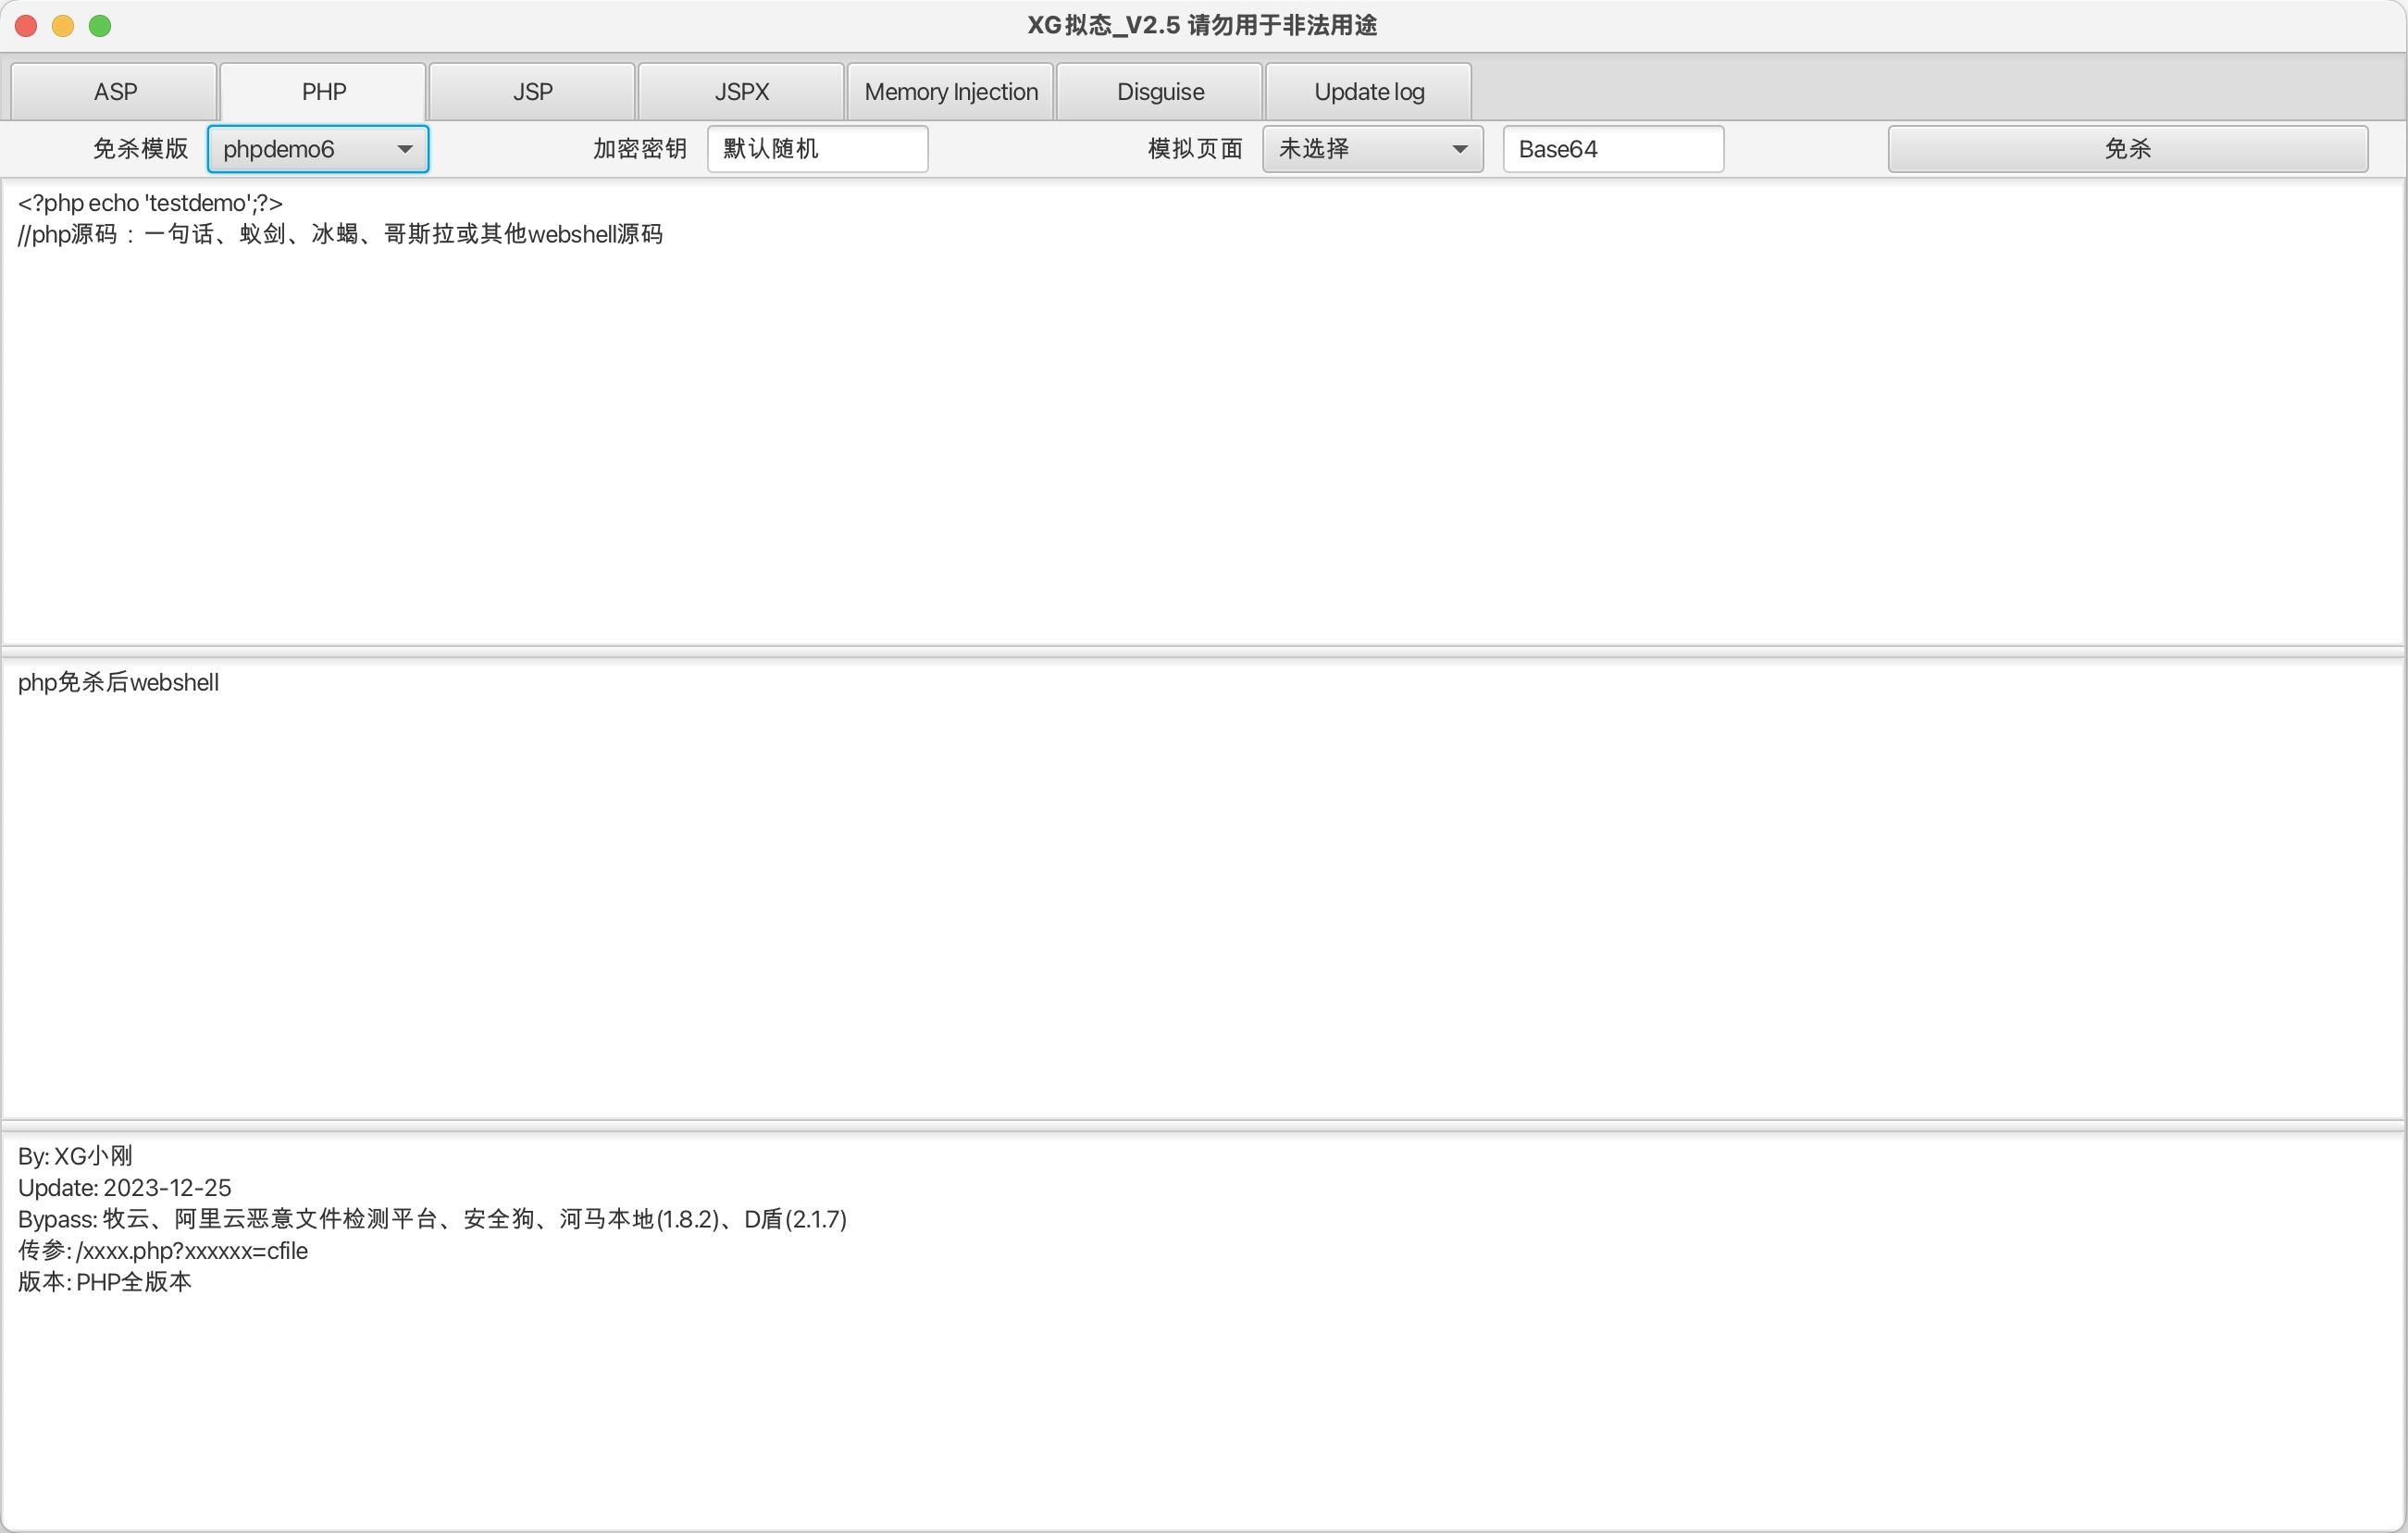 XG拟态_V2.5 请勿用于非法用途
ASP PHP JSP JSPX Memory Injection Disguise Update log
免杀模版 phpdemo6 加密密钥 默认随机 模拟页面 未选择 Base64 免杀
<?php echo 'testdemo';?>
//php源码：一句话、蚁剑、冰蝎、哥斯拉或其他webshell源码
php免杀后webshell
By: XG小刚
Update: 2023-12-25
Bypass: 牧云、阿里云恶意文件检测平台、安全狗、河马本地(1.8.2)、D盾(2.1.7)
传参: /xxxx.php?xxxxxx=cfile
版本: PHP全版本